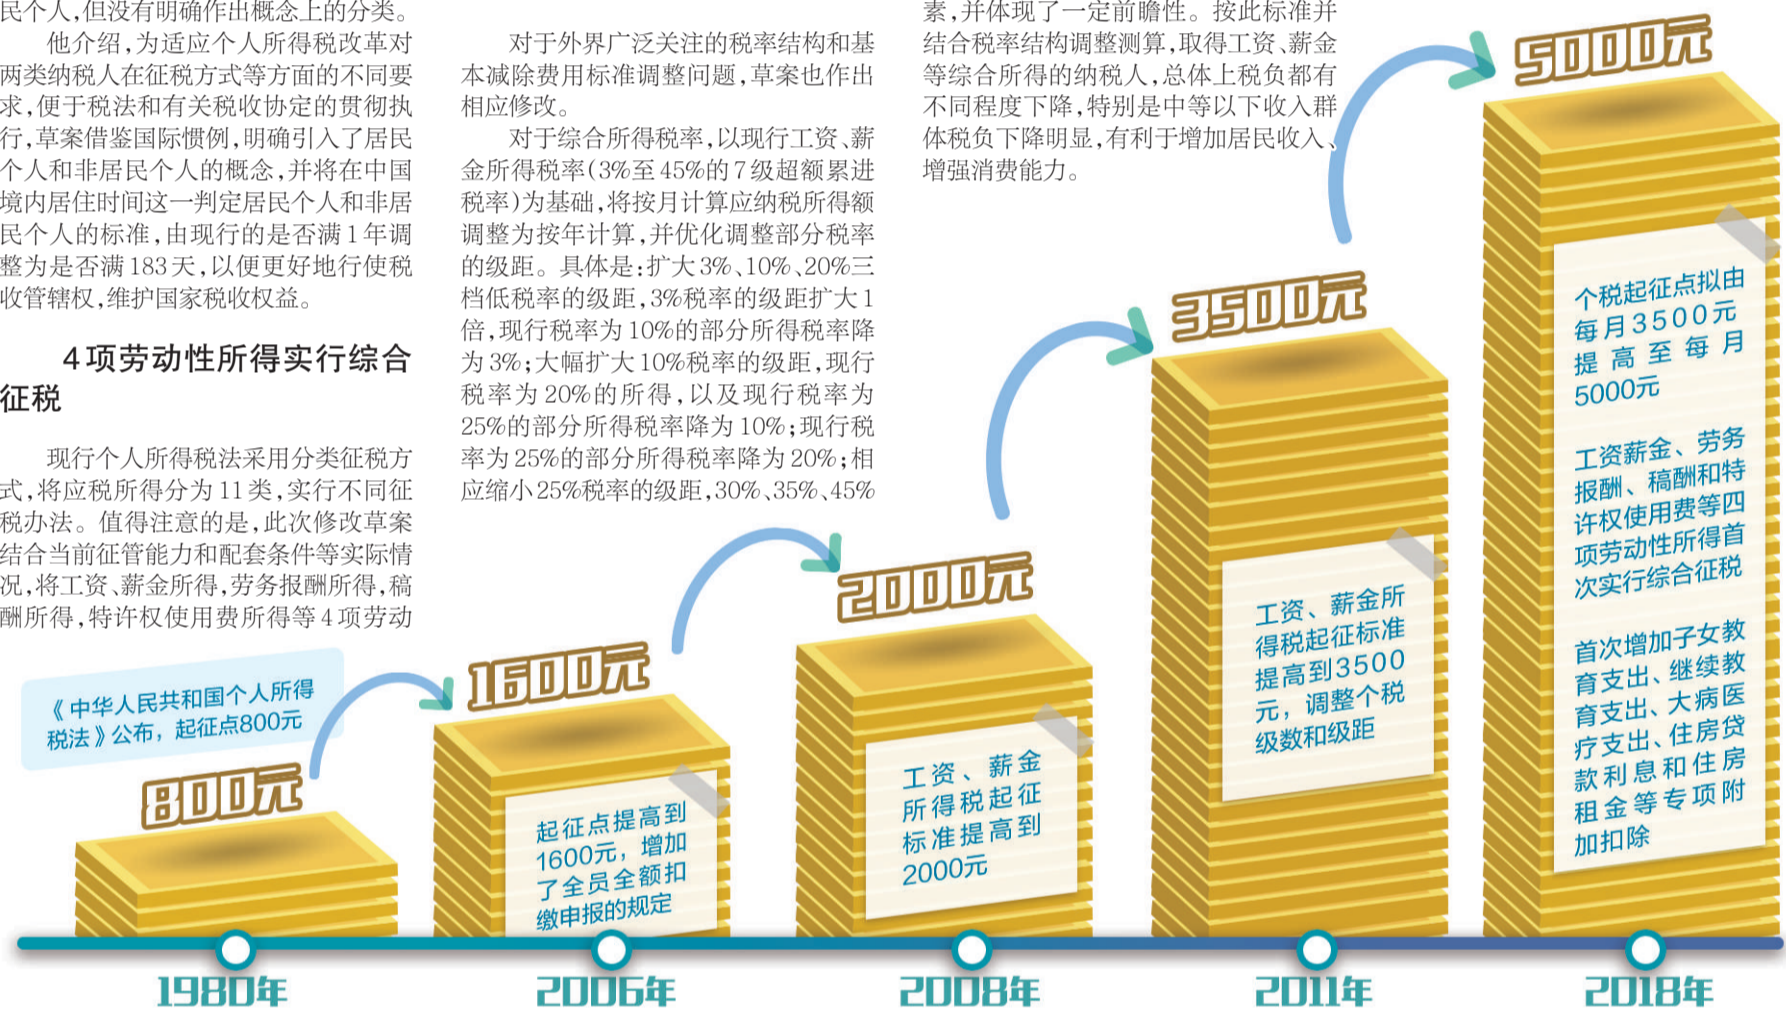 民个人,但没有明确作出概念上的分类。
他介绍,为适应个人所得税改革对
两类纳税人在征税方式等方面的不同要
求,便于税法和有关税收协定的贯彻执
行,草案借鉴国际惯例,明确引入了居民
个人和非居民个人的概念,并将在中国
境内居住时间这一判定居民个人和非居
民个人的标准,由现行的是否满1年调
整为是否满183天,以便更好地行使税
收管辖权,维护国家税收权益。
4项劳动性所得实行综合
征税
现行个人所得税法采用分类征税方
式,将应税所得分为11类,实行不同征
税办法。值得注意的是,此次修改草案
结合当前征管能力和配套条件等实际情
况,将工资、薪金所得,劳务报酬所得,稿
酬所得,特许权使用费所得等4项劳动
对于外界广泛关注的税率结构和基
本减除费用标准调整问题,草案也作出
相应修改。
对于综合所得税率,以现行工资、薪
金所得税率(3%至45%的7级超额累进
税率)为基础,将按月计算应纳税所得额
调整为按年计算,并优化调整部分税率
的级距。具体是:扩大3%、10%、20%三
档低税率的级距,3%税率的级距扩大1
倍,现行税率为10%的部分所得税率降
为3%;大幅扩大10%税率的级距,现行
税率为20%的所得,以及现行税率为
25%的部分所得税率降为10%;现行税
率为25%的部分所得税率降为20%;相
应缩小25%税率的级距,30%、35%、45%
素,并体现了一定前瞻性。按此标准并
结合税率结构调整测算,取得工资、薪金
等综合所得的纳税人,总体上税负都有
不同程度下降,特别是中等以下收入群
体税负下降明显,有利于增加居民收入、
增强消费能力。
《中华人民共和国个人所得
税法》公布，起征点800元
800元
1980年
1600元
起征点提高到
1600元，增加
了全员全额扣
缴申报的规定
2006年
2000元
工资、薪金
所得税起征
标准提高到
2000元
2008年
3500元
工资、薪金所
得税起征标准
提高到3500
元，调整个税
级数和级距
2011年
5000元
个税起征点拟由
每月3500元
提高至每月
5000元
工资薪金、劳务
报酬、稿酬和特
许权使用费等四
项劳动性所得首
次实行综合征税
首次增加子女教
育支出、继续教
育支出、大病医
疗支出、住房贷
款利息和住房
租金等专项附
加扣除
2018年